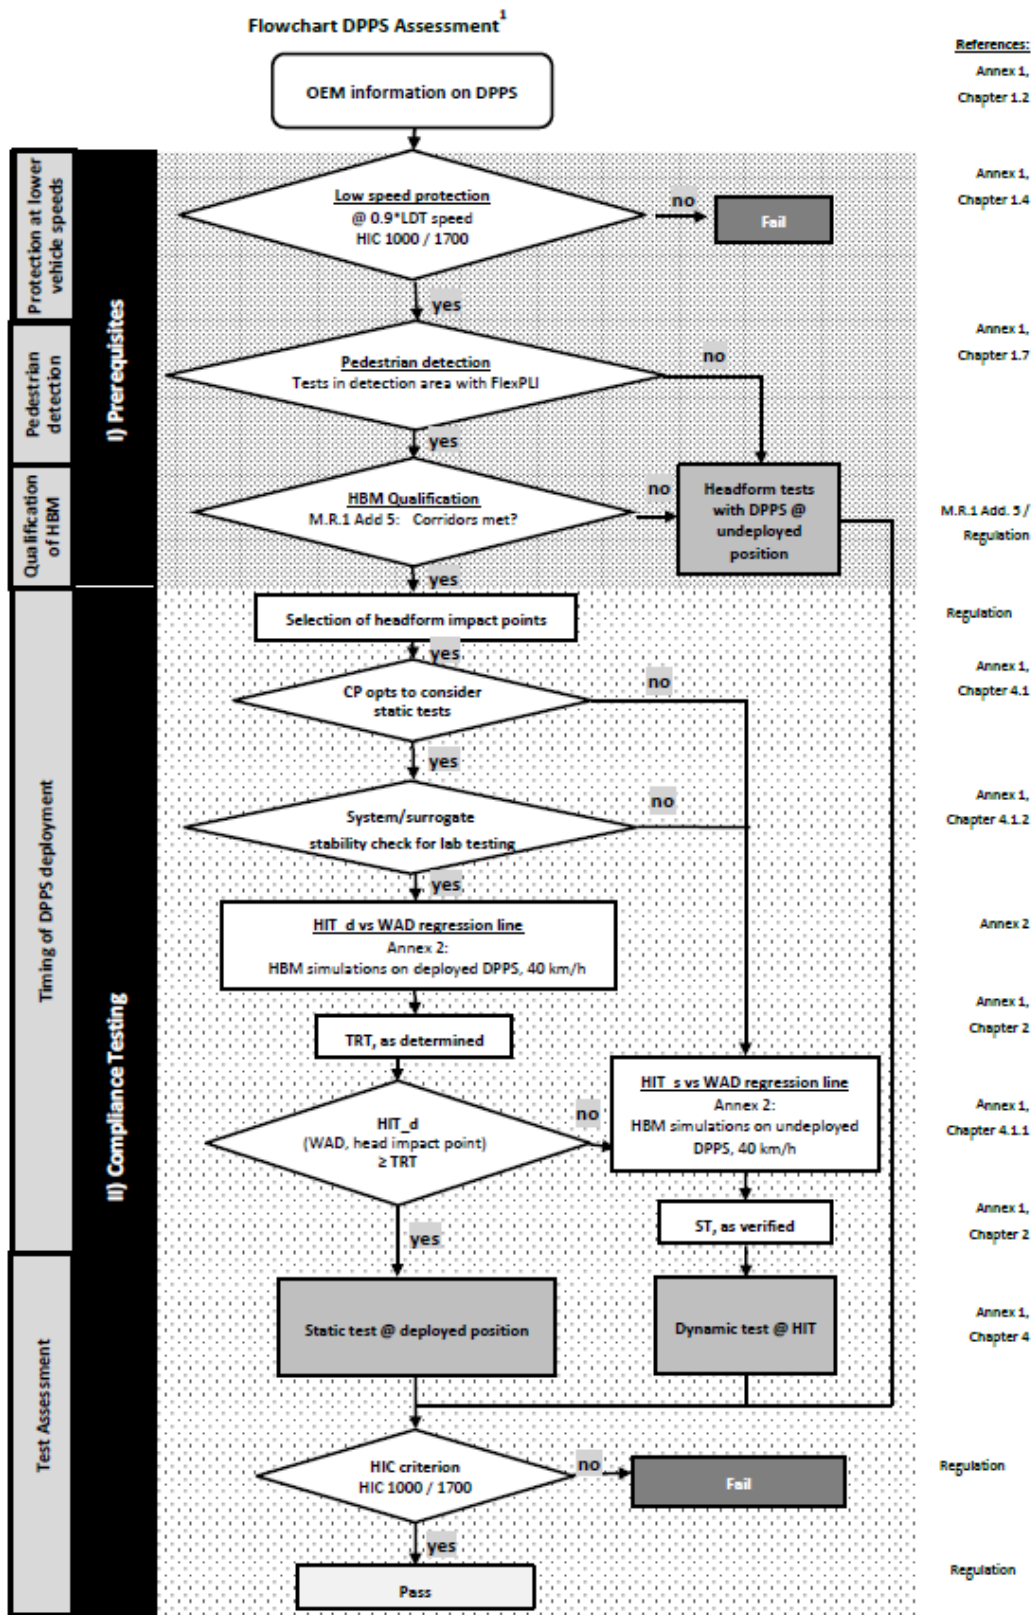 Flowchart DPPS Assessment1
References:
OEM information on DPPS
Annex 1,
Chapter 1.2
Protection at lower
vehicle speeds
I) Prerequisites
Low speed protection
@ 0.9*LDT speed
HIC 1000 / 1700
no
Fail
Annex 1,
Chapter 1.4
yes
Pedestrian
detection
Pedestrian detection
Tests in detection area with FlexPLI
no
Annex 1,
Chapter 1.7
yes
Qualification
of HBM
HBM Qualification
M.R.1 Add 5: Corridors met?
no
Headform tests
with DPPS @
undeployed
position
M.R.1 Add. 5 /
Regulation
yes
Timing of DPPS deployment
II) Compliance Testing
Selection of headform impact points
Regulation
yes
CP opts to consider
static tests
no
Annex 1,
Chapter 4.1
yes
System/surrogate
stability check for lab testing
no
Annex 1,
Chapter 4.1.2
yes
HIT_d vs WAD regression line
Annex 2:
HBM simulations on deployed DPPS, 40 km/h
Annex 2
TRT, as determined
Annex 1,
Chapter 2
HIT_d
(WAD, head impact point)
≥ TRT
no
HIT_s vs WAD regression line
Annex 2:
HBM simulations on undeployed
DPPS, 40 km/h
Annex 1,
Chapter 4.1.1
yes
ST, as verified
Annex 1,
Chapter 2
Test Assessment
Static test @ deployed position
Dynamic test @ HIT
Annex 1,
Chapter 4
HIC criterion
HIC 1000 / 1700
no
Fail
Regulation
yes
Pass
Regulation